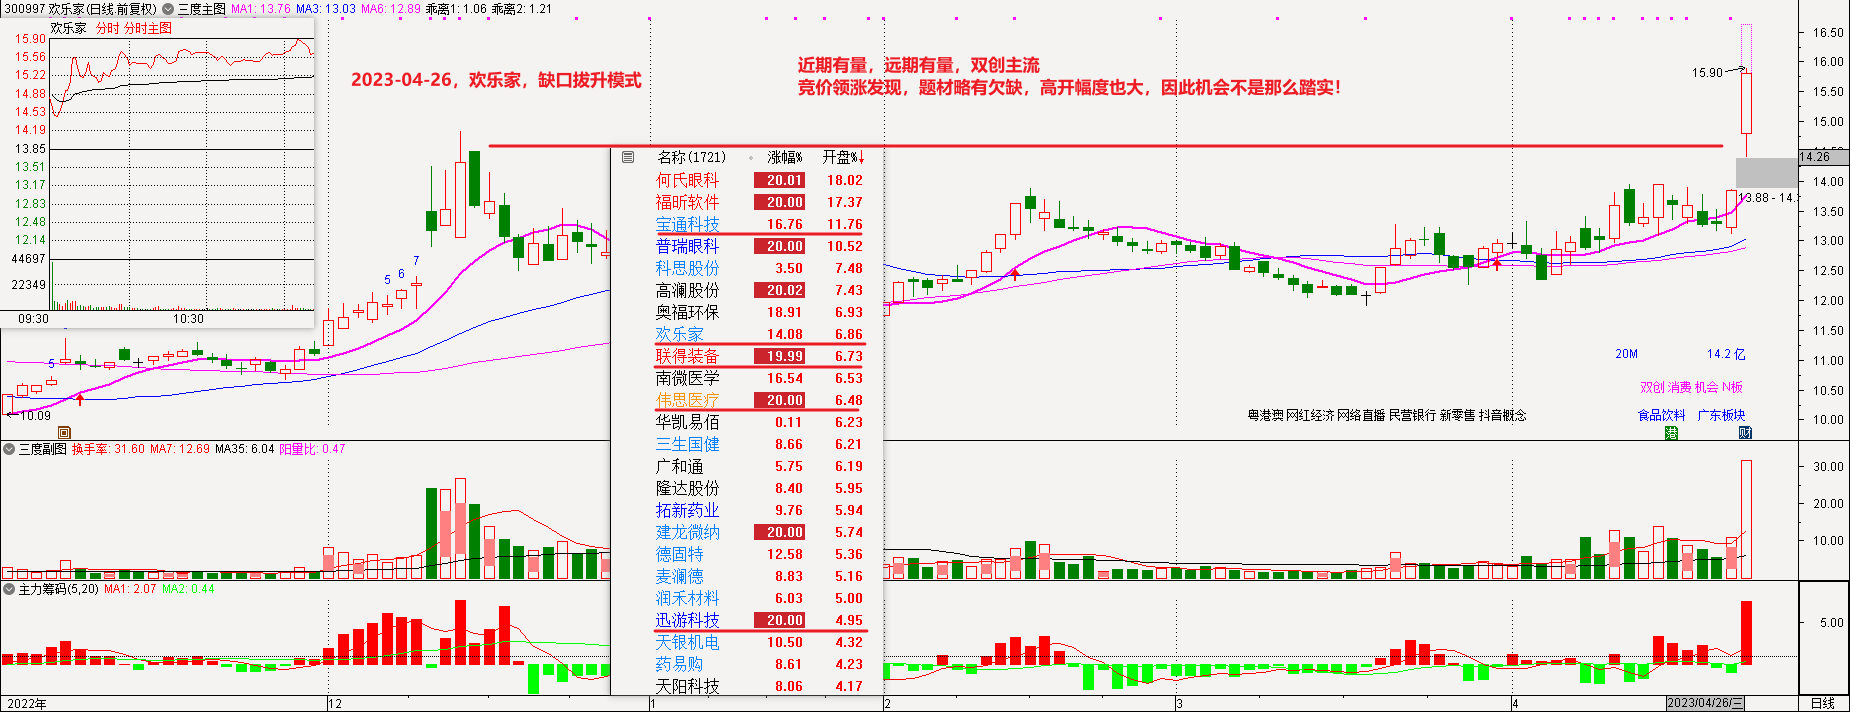 300997 欢乐家(日线.前复权) 三度主图 MA1: 13.76 MA3: 13.03 MA6: 12.89 乖离1: 1.06 乖离2: 1.21
欢乐家 分时 分时主图
15.90
15.56
15.22
14.88
14.53
14.19
13.85
13.51
13.17
12.83
12.48
12.14
44697
22349
09:30 10:30
2023-04-26，欢乐家，缺口拔升模式
近期有量，远期有量，双创主流
竞价领涨发现，题材略有欠缺，高开幅度也大，因此机会不是那么踏实！
15.90
16.50
16.00
15.50
15.00
14.26
14.00
13.50
13.00
12.50
12.00
11.50
11.00
10.50
10.00
13.88 - 14.
5 6 7
5
10.09
名称(1721) 涨幅% 开盘%↓
何氏眼科 20.01 18.02
福昕软件 20.00 17.37
宝通科技 16.76 11.76
普瑞眼科 20.00 10.52
科思股份 3.50 7.48
高澜股份 20.02 7.43
奥福环保 18.91 6.93
欢乐家 14.08 6.86
联得装备 19.99 6.73
南微医学 16.54 6.53
伟思医疗 20.00 6.48
华凯易佰 0.11 6.23
三生国健 8.66 6.21
广和通 5.75 6.19
隆达股份 8.40 5.95
拓新药业 9.76 5.94
建龙微纳 20.00 5.74
德固特 12.58 5.36
麦澜德 8.83 5.16
润禾材料 6.03 5.00
迅游科技 20.00 4.95
天银机电 10.50 4.32
药易购 8.61 4.23
天阳科技 8.06 4.17
20M 14.2 亿
双创 消费 机会 N板
粤港澳 网红经济 网络直播 民营银行 新零售 抖音概念 食品饮料 广东板块
港 财
三度副图 换手率: 31.60 MA7: 12.69 MA35: 6.04 阳量比: 0.47
30.00
20.00
10.00
主力筹码(5,20) MA1: 2.07 MA2: 0.44
5.00
2022年 12 1 2 3 4 2023/04/26/三 日线